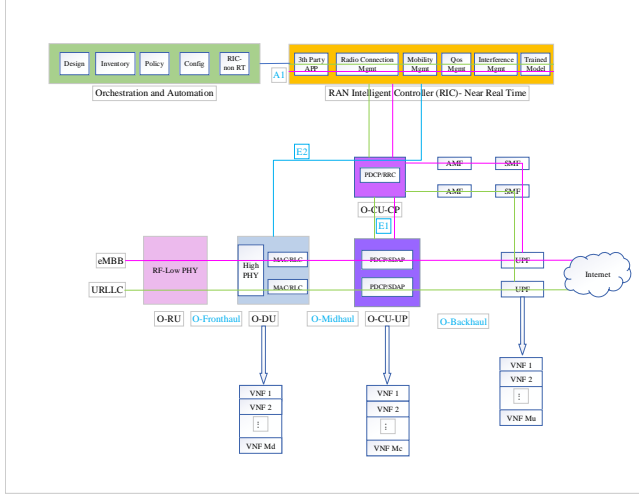 Design
Inventory
Policy
Config
RIC-
non RT
3th Party
APP
Radio Connection
Mgmt
Mobility
Mgmt
Qos
Mgmt
Interference
Mgmt
Trained
Model
A1
Orchestration and Automation
RAN Intelligent Controller (RIC)- Near Real Time
E2
PDCP/RRC
AMF
SMF
AMF
SMF
O-CU-CP
E1
eMBB
RF-Low PHY
High
PHY
MAC/RLC
PDCP/SDAP
UPF
Internet
URLLC
MAC/RLC
PDCP/SDAP
UPF
O-RU
O-Fronthaul
O-DU
O-Midhaul
O-CU-UP
O-Backhaul
VNF 1
VNF 2
⋮
VNF Md
VNF 1
VNF 2
⋮
VNF Mc
VNF 1
VNF 2
⋮
VNF Mu